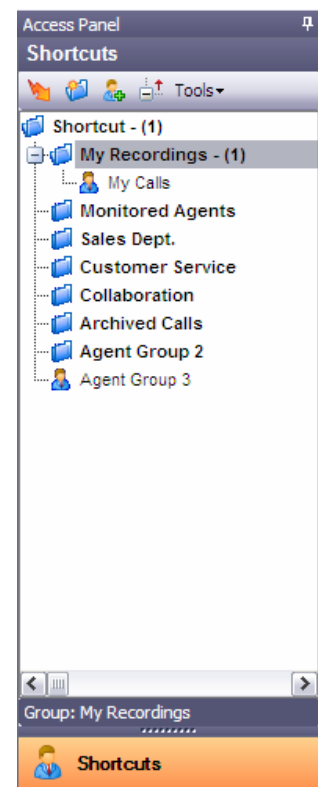 Access Panel
Shortcuts
Tools
Shortcut - (1)
My Recordings - (1)
My Calls
Monitored Agents
Sales Dept.
Customer Service
Collaboration
Archived Calls
Agent Group 2
Agent Group 3
Group: My Recordings
Shortcuts